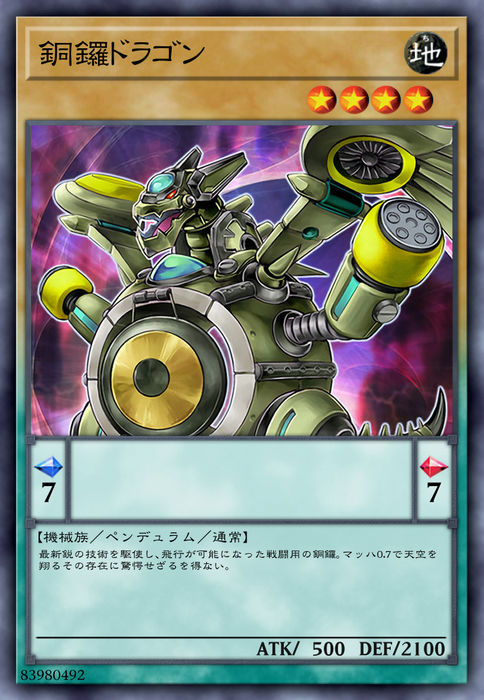 銅鑼ドラゴン
地
ち
7
7
【機械族／ペンデュラム／通常】
最新鋭の技術を駆使し、飛行が可能になった戦闘用の銅鑼。マッハ0.7で天空を
翔るその存在に驚愕せざるを得ない。
ATK/ 500 DEF/2100
83980492